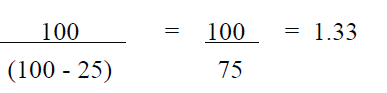 100 = 100 = 1.33
(100 - 25) 75